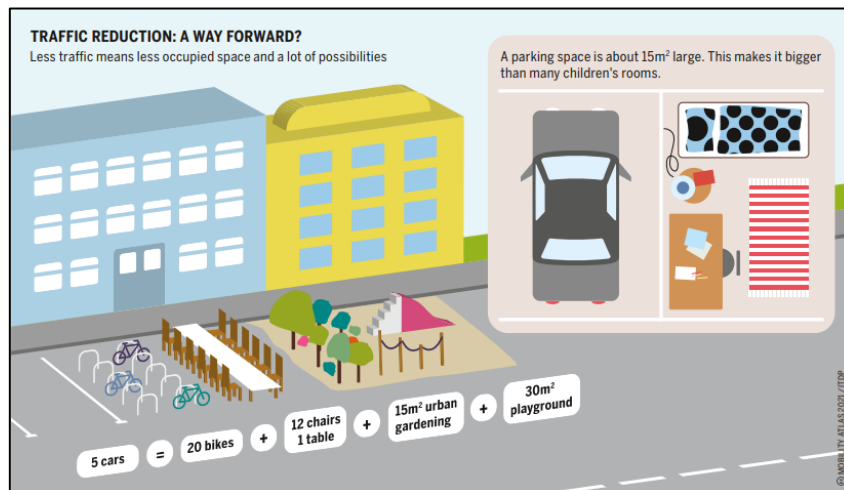 TRAFFIC REDUCTION: A WAY FORWARD?
Less traffic means less occupied space and a lot of possibilities
A parking space is about 15m² large. This makes it bigger
than many children's rooms.
5 cars
=
20 bikes
+
12 chairs
1 table
+
15m² urban
gardening
+
30m²
playground
© MOBILITY ATLAS 2021 / ITDP